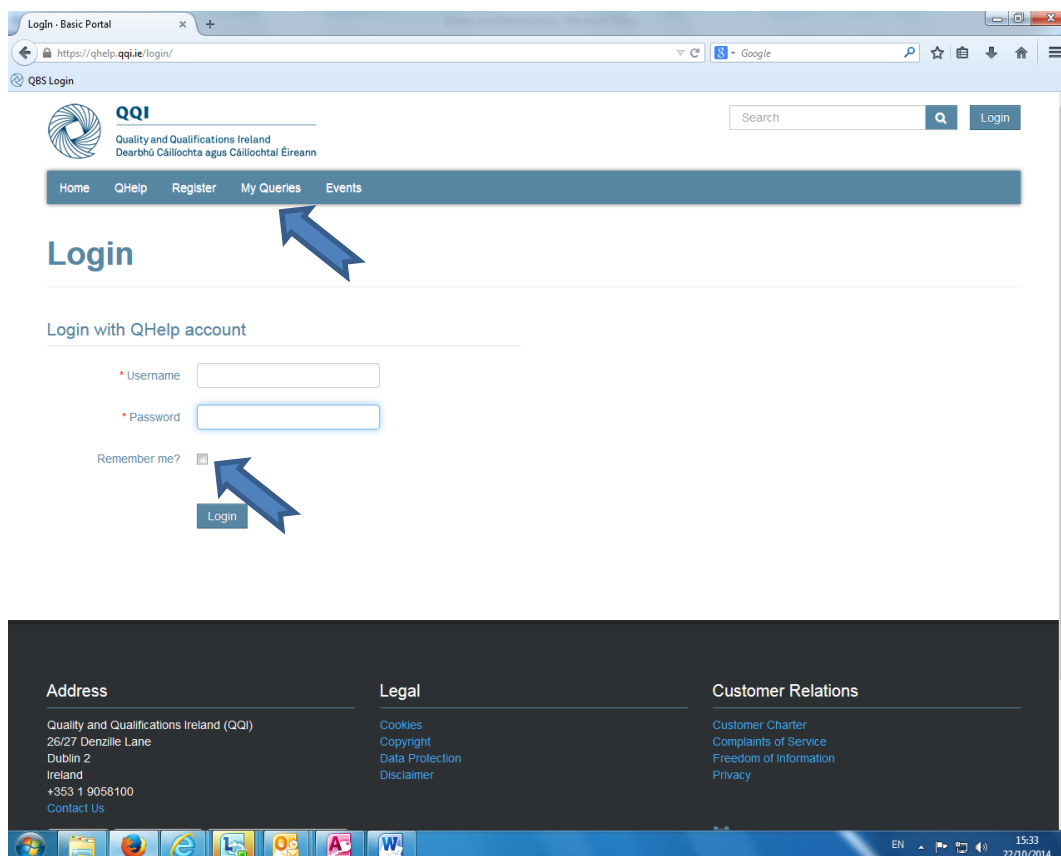 LogIn · Basic Portal
https://qhelp.qqi.ie/login/
Google
QBS Login
QQI
Quality and Qualifications Ireland
Dearbhú Cáilíochta agus Cáilíochtaí Éireann
Search
Login
Home QHelp Register My Queries Events
Login
Login with QHelp account
* Username
* Password
Remember me?
Login
Address
Quality and Qualifications Ireland (QQI)
26/27 Denzille Lane
Dublin 2
Ireland
+353 1 9058100
Contact Us
Legal
Cookies
Copyright
Data Protection
Disclaimer
Customer Relations
Customer Charter
Complaints of Service
Freedom of Information
Privacy
EN
15:33
22/10/2014